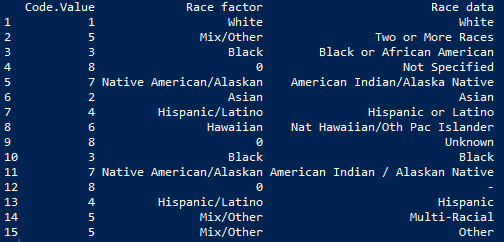 Code.Value Race factor Race data
1 1 White White
2 5 Mix/Other Two or More Races
3 3 Black Black or African American
4 8 0 Not Specified
5 7 Native American/Alaskan American Indian/Alaska Native
6 2 Asian Asian
7 4 Hispanic/Latino Hispanic or Latino
8 6 Hawaiian Nat Hawaiian/Oth Pac Islander
9 8 0 Unknown
10 3 Black Black
11 7 Native American/Alaskan American Indian / Alaskan Native
12 8 0 -
13 4 Hispanic/Latino Hispanic
14 5 Mix/Other Multi-Racial
15 5 Mix/Other Other